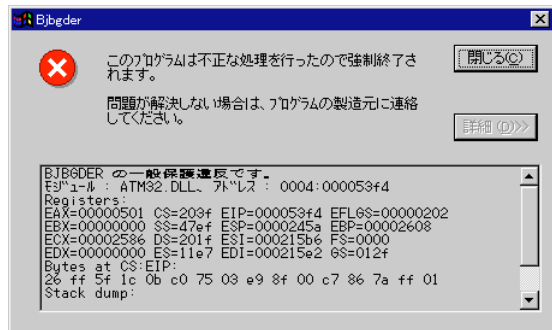 Bjbgder
このプログラムは不正な処理を行ったので強制終了さ
れます。
問題が解決しない場合は、プログラムの製造元に連絡
してください。
閉じる(C)
詳細(D)>>
BJBGDER の一般保護違反です。
モジュール : ATM32.DLL、 アドレス : 0004:000053f4
Registers:
EAX=00000501 CS=203f EIP=000053f4 EFLGS=00000202
EBX=00000000 SS=47ef ESP=0000245a EBP=00002608
ECX=00002586 DS=201f ESI=000215b6 FS=0000
EDX=00000000 ES=11e7 EDI=000215e2 GS=012f
Bytes at CS:EIP:
26 ff 5f 1c 0b c0 75 03 e9 8f 00 c7 86 7a ff 01
Stack dump: